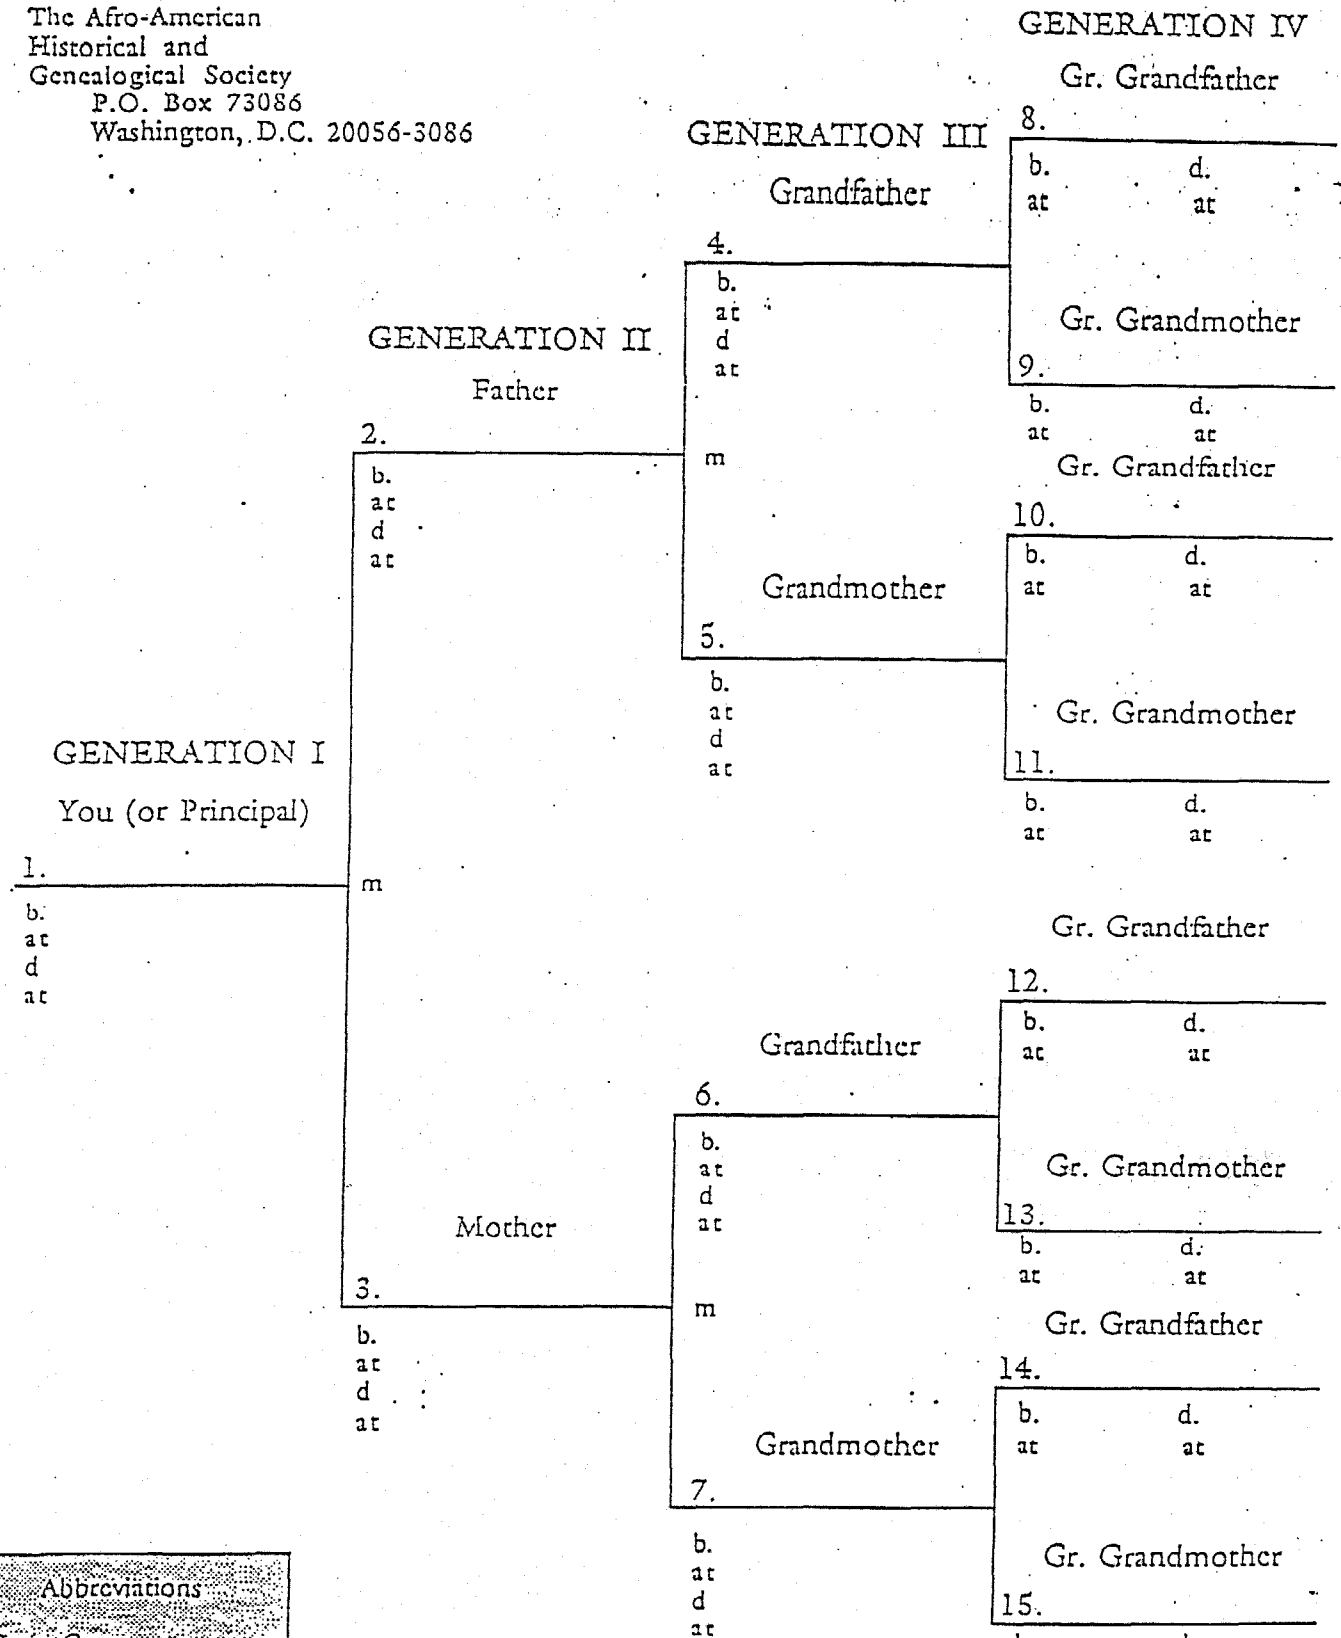 The Afro-American
Historical and
Genealogical Society
P.O. Box 73086
Washington, D.C. 20056-3086
GENERATION I
You (or Principal)
1.
b.
at
d
at
m
GENERATION II
Father
2.
b.
at
d
at
Mother
3.
b.
at
d
at
GENERATION III
Grandfather
4.
b.
at
d
at
m
Grandmother
5.
b.
at
d
at
Grandfather
6.
b.
at
d
at
m
Grandmother
7.
b.
at
d
at
GENERATION IV
Gr. Grandfather
8.
b. d.
at at
Gr. Grandmother
9.
b. d.
at at
Gr. Grandfather
10.
b. d.
at at
Gr. Grandmother
11.
b. d.
at at
Gr. Grandfather
12.
b. d.
at at
Gr. Grandmother
13.
b. d.
at at
Gr. Grandfather
14.
b. d.
at at
Gr. Grandmother
15.
Abbreviations